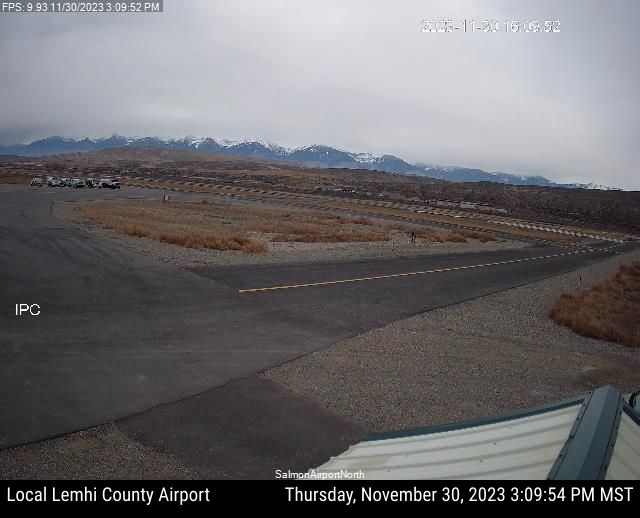 FPS: 9.93 11/30/2023 3:09:52 PM
2023-11-30 16:09:52
IPC
SalmonAirportNorth
Local Lemhi County Airport
Thursday, November 30, 2023 3:09:54 PM MST